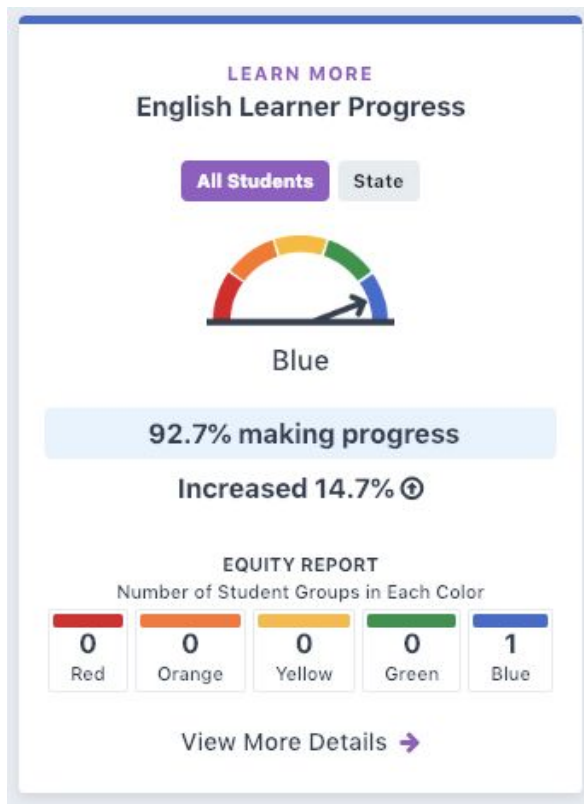 LEARN MORE
English Learner Progress
All Students State
Blue
92.7% making progress
Increased 14.7%
EQUITY REPORT
Number of Student Groups in Each Color
0 0 0 0 1
Red Orange Yellow Green Blue
View More Details